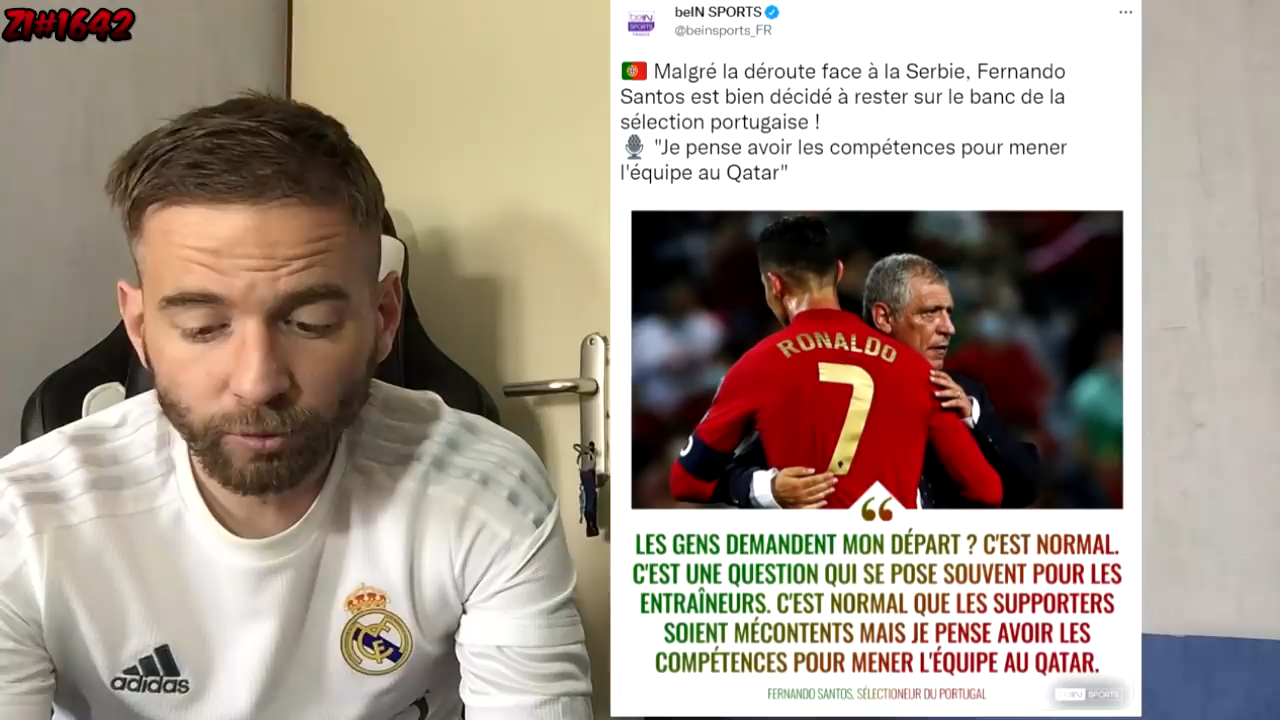 Z1#1642
beIN SPORTS
@beinsports_FR
Malgré la déroute face à la Serbie, Fernando
Santos est bien décidé à rester sur le banc de la
sélection portugaise !
"Je pense avoir les compétences pour mener
l'équipe au Qatar"
RONALDO
7
LES GENS DEMANDENT MON DÉPART ? C'EST NORMAL.
C'EST UNE QUESTION QUI SE POSE SOUVENT POUR LES
ENTRAÎNEURS. C'EST NORMAL QUE LES SUPPORTERS
SOIENT MÉCONTENTS MAIS JE PENSE AVOIR LES
COMPÉTENCES POUR MENER L'ÉQUIPE AU QATAR.
FERNANDO SANTOS, SÉLECTIONEUR DU PORTUGAL
beIN SPORTS
adidas